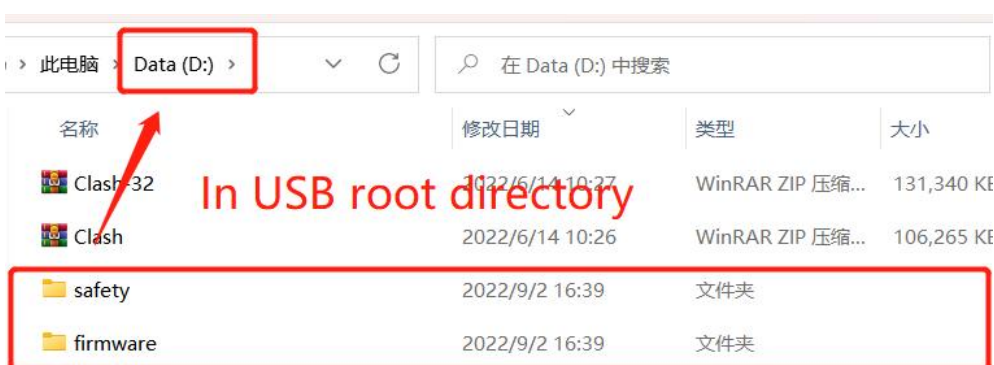 此电脑 > Data (D:) > 在 Data (D:) 中搜索
名称 修改日期 类型 大小
Clash-32 2022/6/14 10:27 WinRAR ZIP 压缩... 131,340 KB
In USB root directory
Clash 2022/6/14 10:26 WinRAR ZIP 压缩... 106,265 KB
safety 2022/9/2 16:39 文件夹
firmware 2022/9/2 16:39 文件夹